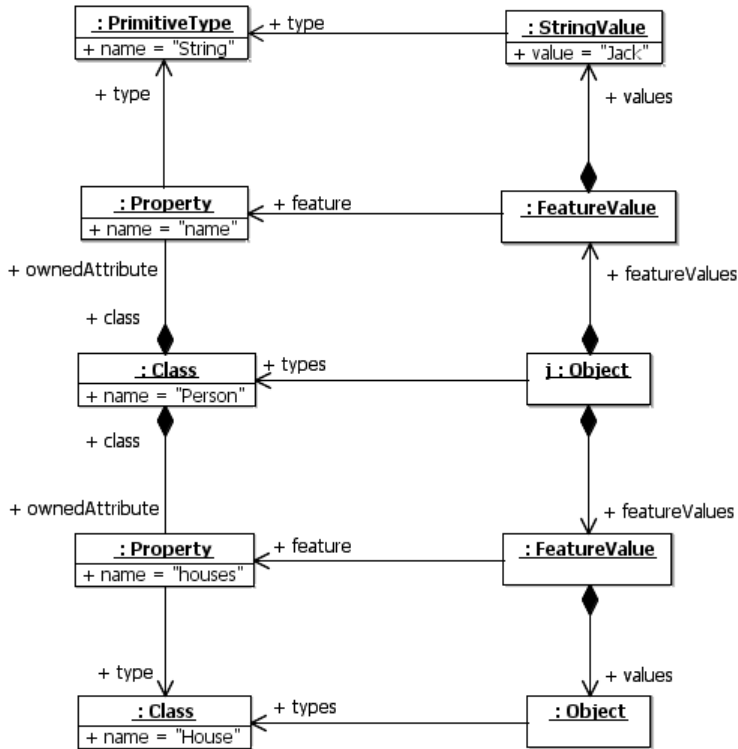 : PrimitiveType
+ name = "String"
+ type
: StringValue
+ value = "Jack"
+ type
+ values
: Property
+ name = "name"
+ feature
: FeatureValue
+ ownedAttribute
+ featureValues
+ class
: Class
+ name = "Person"
+ types
j : Object
+ class
+ ownedAttribute
+ featureValues
: Property
+ name = "houses"
+ feature
: FeatureValue
+ type
+ values
: Class
+ name = "House"
+ types
: Object